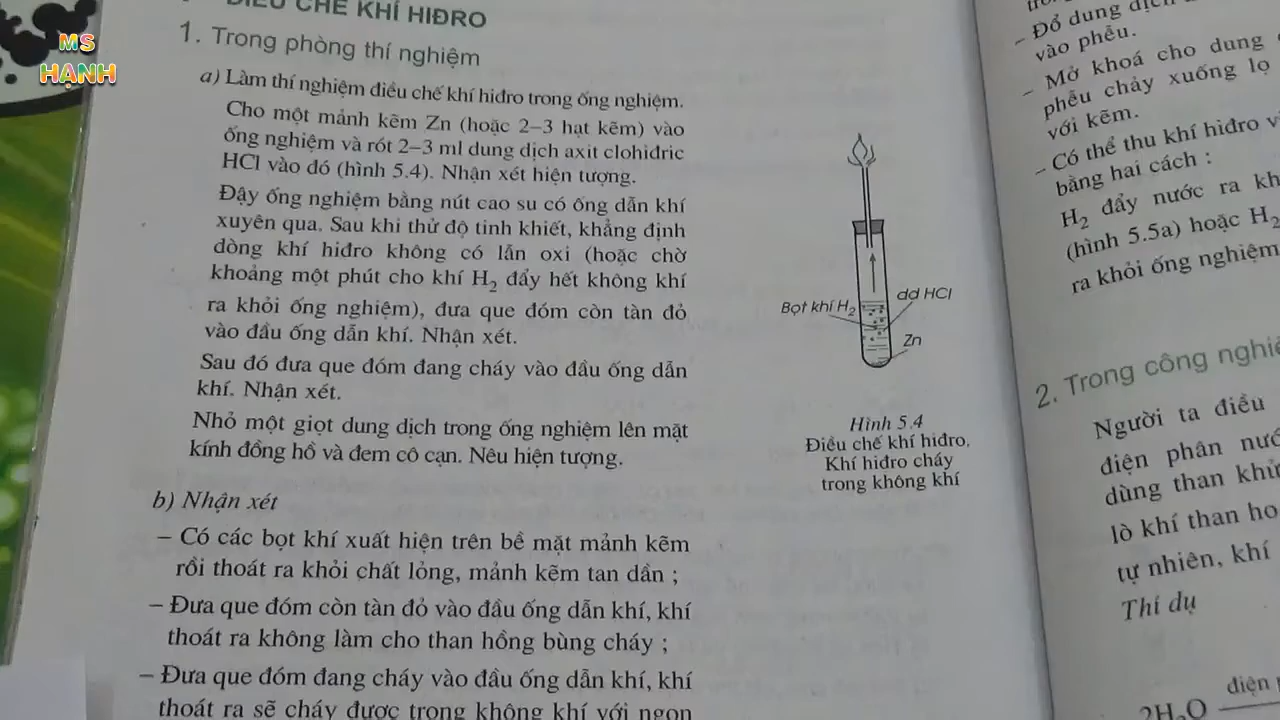 MS
HẠNH
ĐIỀU CHẾ KHÍ HIĐRO
1. Trong phòng thí nghiệm
a) Làm thí nghiệm điều chế khí hiđro trong ống nghiệm.
Cho một mảnh kẽm Zn (hoặc 2–3 hạt kẽm) vào
ống nghiệm và rót 2–3 ml dung dịch axit clohiđric
HCl vào đó (hình 5.4). Nhận xét hiện tượng.
Đậy ống nghiệm bằng nút cao su có ống dẫn khí
xuyên qua. Sau khi thử độ tinh khiết, khẳng định
dòng khí hiđro không có lẫn oxi (hoặc chờ
khoảng một phút cho khí H₂ đẩy hết không khí
ra khỏi ống nghiệm), đưa que đóm còn tàn đỏ
vào đầu ống dẫn khí. Nhận xét.
Sau đó đưa que đóm đang cháy vào đầu ống dẫn
khí. Nhận xét.
Nhỏ một giọt dung dịch trong ống nghiệm lên mặt
kính đồng hồ và đem cô cạn. Nêu hiện tượng.
b) Nhận xét
– Có các bọt khí xuất hiện trên bề mặt mảnh kẽm
rồi thoát ra khỏi chất lỏng, mảnh kẽm tan dần ;
– Đưa que đóm còn tàn đỏ vào đầu ống dẫn khí, khí
thoát ra không làm cho than hồng bùng cháy ;
– Đưa que đóm đang cháy vào đầu ống dẫn khí, khí
thoát ra sẽ cháy được trong không khí với ngọn
Bọt khí H₂
dd HCl
Zn
Hình 5.4
Điều chế khí hiđro.
Khí hiđro cháy
trong không khí
– Đổ dung dịch
vào phễu.
– Mở khoá cho dung
phễu chảy xuống lọ
với kẽm.
– Có thể thu khí hiđro
bằng hai cách :
H₂ đẩy nước ra
(hình 5.5a) hoặc H₂
ra khỏi ống nghiệm
2. Trong công
Người ta điều
điện phân
dùng than
lò khí than
tự nhiên, khí
Thí dụ
điện
2H₂O